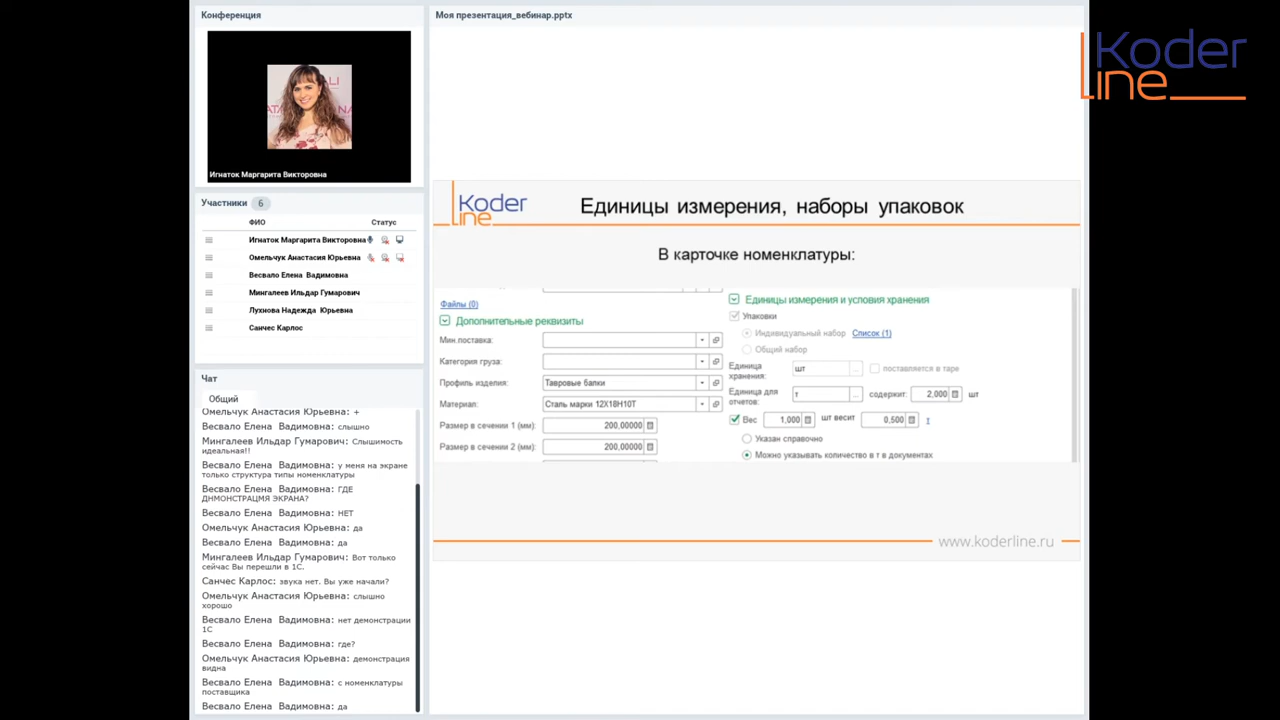 Конференция
Игнаток Маргарита Викторовна
Участники 6
ФИО Статус
Игнаток Маргарита Викторовна
Омельчук Анастасия Юрьевна
Весвало Елена Вадимовна
Мингалеев Ильдар Гумарович
Лухнова Надежда Юрьевна
Санчес Карлос
Чат
Общий
Омельчук Анастасия Юрьевна: +
Весвало Елена Вадимовна: слышно
Мингалеев Ильдар Гумарович: Слышимость
идеальная!!
Весвало Елена Вадимовна: у меня на экране
только структура типы номенклатуры
Весвало Елена Вадимовна: ГДЕ
ДНМОНСТРАЦМЯ ЭКРАНА?
Весвало Елена Вадимовна: НЕТ
Омельчук Анастасия Юрьевна: да
Весвало Елена Вадимовна: да
Мингалеев Ильдар Гумарович: Вот только
сейчас Вы перешли в 1С.
Санчес Карлос: звука нет. Вы уже начали?
Омельчук Анастасия Юрьевна: слышно
хорошо
Весвало Елена Вадимовна: нет демонстрации
1С
Весвало Елена Вадимовна: где?
Омельчук Анастасия Юрьевна: демонстрация
видна
Весвало Елена Вадимовна: с номенклатуры
поставщика
Весвало Елена Вадимовна: да
Моя презентация_вебинар.pptx
Koder
line
Единицы измерения, наборы упаковок
В карточке номенклатуры:
Файлы (0)
Дополнительные реквизиты
Мин.поставка:
Категория груза:
Профиль изделия: Тавровые балки
Материал: Сталь марки 12Х18Н10Т
Размер в сечении 1 (мм): 200,00000
Размер в сечении 2 (мм): 200,00000
Единицы измерения и условия хранения
Упаковки
Индивидуальный набор Список (1)
Общий набор
Единица
хранения: шт ... поставляется в таре
Единица для
отчетов: т ... содержит: 2,000 шт
Вес 1,000 шт весит 0,500 т
Указан справочно
Можно указывать количество в т в документах
www.koderline.ru
Koder
line